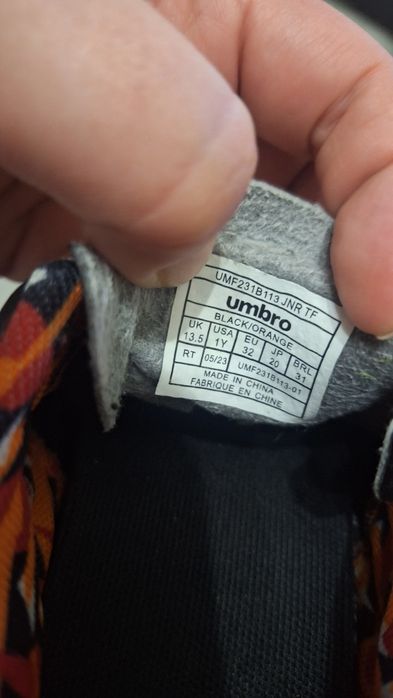 UMF231B113 JNR TF
umbro
BLACK/ORANGE
UK USA EU JP BRL
13.5 1Y 32 20 31
RT 05/23 UMF231B113-01
MADE IN CHINA
FABRIQUE EN CHINE